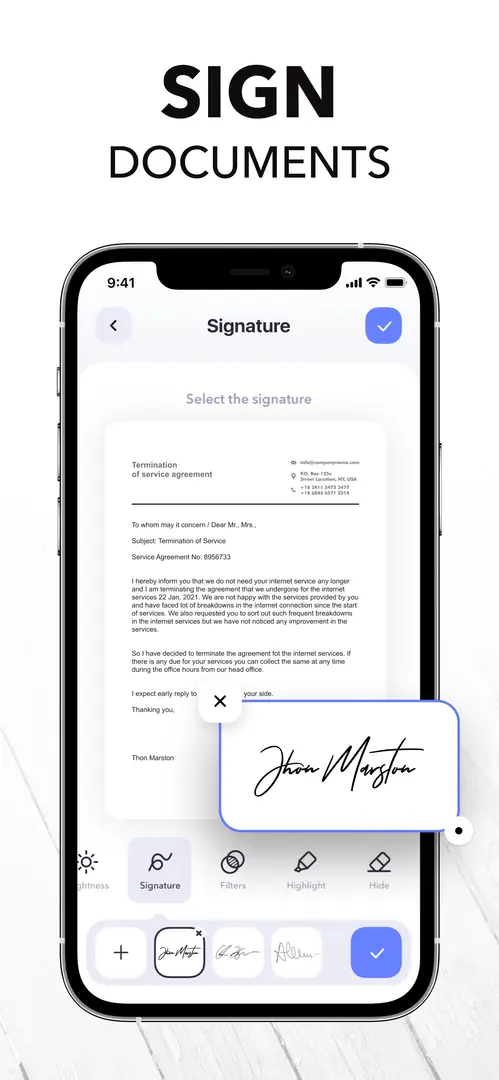 SIGN
DOCUMENTS
9:41
Signature
Select the signature
Termination
of service agreement
info@companyname.com
P.O. Box 125x
Street Location, NY, USA
+16 2411 3475 2477
+16 6045 6571 2214
To whom may it concern / Dear Mr., Mrs.,
Subject: Termination of Service
Service Agreement No: 8956733
I hereby inform you that we do not need your internet service any longer
and I am terminating the agreement that we undergone for the internet
services 22 Jan, 2021. We are not happy with the services provided by you
and have faced lot of breakdowns in the internet connection since the start
of services. We also requested you to sort out such frequent breakdowns
in the internet services but we have not noticed any improvement in the
services.
So I have decided to terminate the agreement fot the internet services. If
there is any due for your services you can collect the same at any time
during the office hours from our head office.
I expect early reply to your side.
Thanking you,
Thon Marston
Jhon Marston
ghtness
Signature
Filters
Highlight
Hide
Jhon Marston